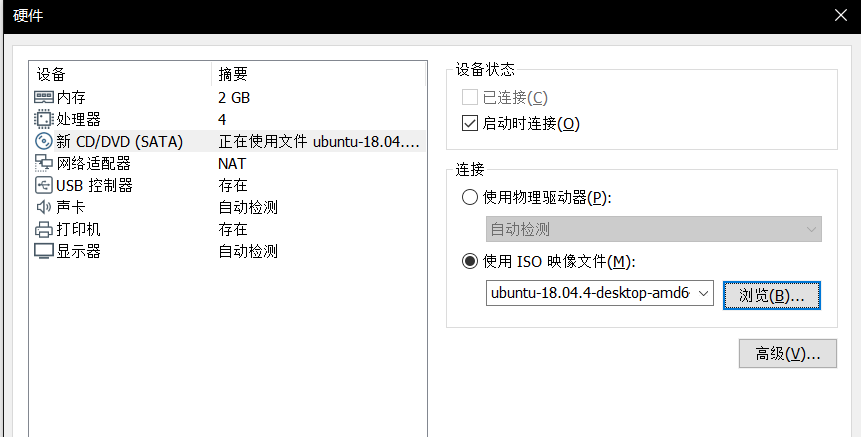 硬件
设备 摘要
内存 2 GB
处理器 4
新 CD/DVD (SATA) 正在使用文件 ubuntu-18.04....
网络适配器 NAT
USB 控制器 存在
声卡 自动检测
打印机 存在
显示器 自动检测
设备状态
已连接(C)
启动时连接(O)
连接
使用物理驱动器(P):
自动检测
使用 ISO 映像文件(M):
ubuntu-18.04.4-desktop-amd6
浏览(B)...
高级(V)...